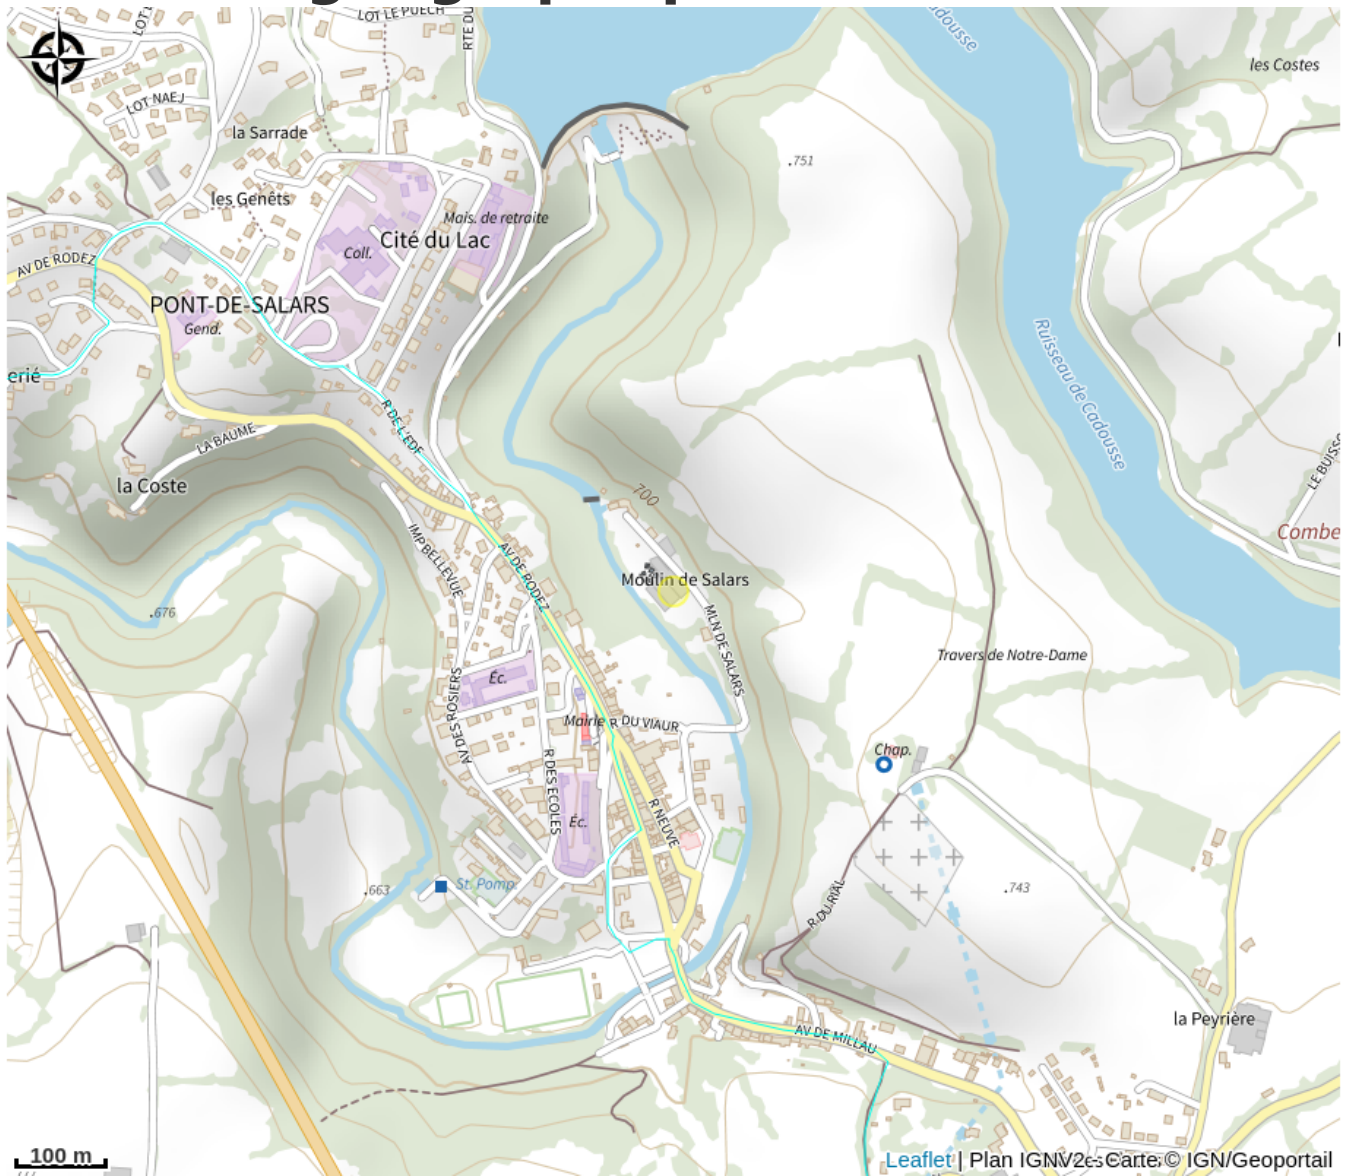 LOT LE PUECH
les Costes
LOT NAEJ
la Sarrade
les Genêts
.751
Mais. de retraite
Cité du Lac
Coll.
AV DE RODEZ
PONT-DE-SALARS
Gend.
Ruisseau de Cadousse
erié
R DE L'EDF
LA BAUME
la Coste
700
LE BUISSO
Combe
IMP BELLEVUE
AV DE RODEZ
Moulin de Salars
.676
MLN DE SALARS
Travers de Notre-Dame
Éc.
AV DES ROSIERS
Mairie
R DU VIAUR
Chap.
R DES ECOLES
R NEUVE
Éc.
St. Pomp.
.663
.743
R DU RIAL
la Peyrière
AV DE MILLAU
100 m
Leaflet | Plan IGNV2 - Carte © IGN/Geoportail